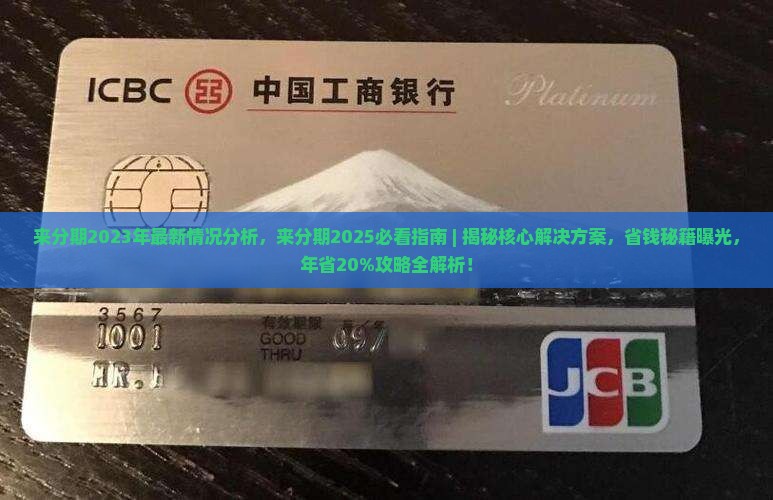 ICBC 中国工商银行 Platinum
来分期2023年最新情况分析，来分期2025必看指南 | 揭秘核心解决方案，省钱秘籍曝光，
年省20%攻略全解析！
3567
1001
有效期限
GOOD
THRU
MR.
JCB